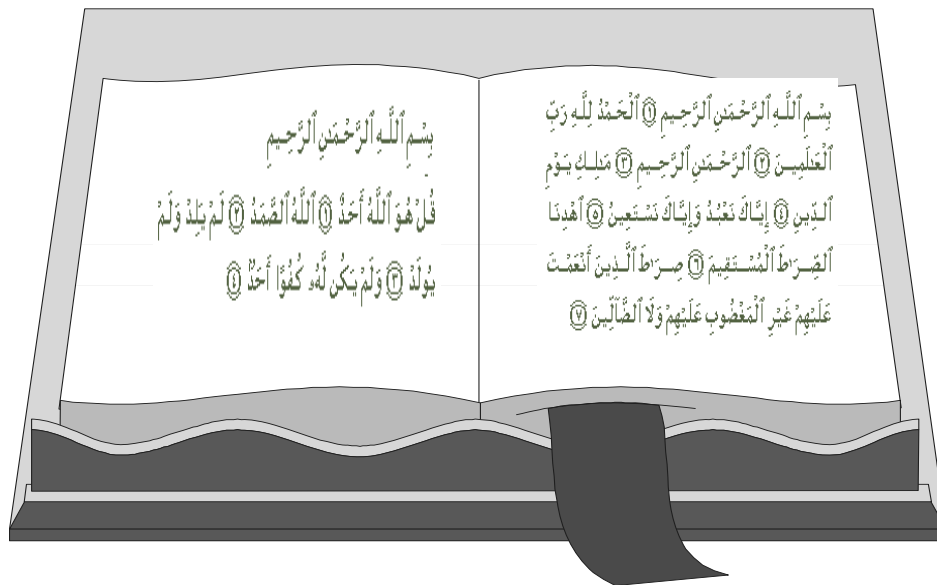 بِسْمِ ٱللَّهِ ٱلرَّحْمَٰنِ ٱلرَّحِيمِ ١ ٱلْحَمْدُ لِلَّهِ رَبِّ
ٱلْعَٰلَمِينَ ٢ ٱلرَّحْمَٰنِ ٱلرَّحِيمِ ٣ مَٰلِكِ يَوْمِ
ٱلدِّينِ ٤ إِيَّاكَ نَعْبُدُ وَإِيَّاكَ نَسْتَعِينُ ٥ ٱهْدِنَا
ٱلصِّرَٰطَ ٱلْمُسْتَقِيمَ ٦ صِرَٰطَ ٱلَّذِينَ أَنْعَمْتَ
عَلَيْهِمْ غَيْرِ ٱلْمَغْضُوبِ عَلَيْهِمْ وَلَا ٱلضَّآلِّينَ ٧
بِسْمِ ٱللَّهِ ٱلرَّحْمَٰنِ ٱلرَّحِيمِ
قُلْ هُوَ ٱللَّهُ أَحَدٌ ١ ٱللَّهُ ٱلصَّمَدُ ٢ لَمْ يَلِدْ وَلَمْ
يُولَدْ ٣ وَلَمْ يَكُن لَّهُۥ كُفُوًا أَحَدٌۢ ٤